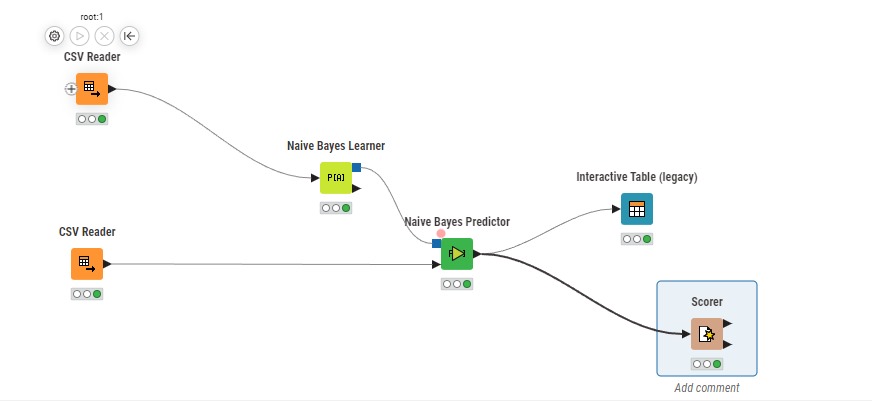 root:1
CSV Reader
Naive Bayes Learner
P[A]
Interactive Table (legacy)
Naive Bayes Predictor
CSV Reader
Scorer
Add comment